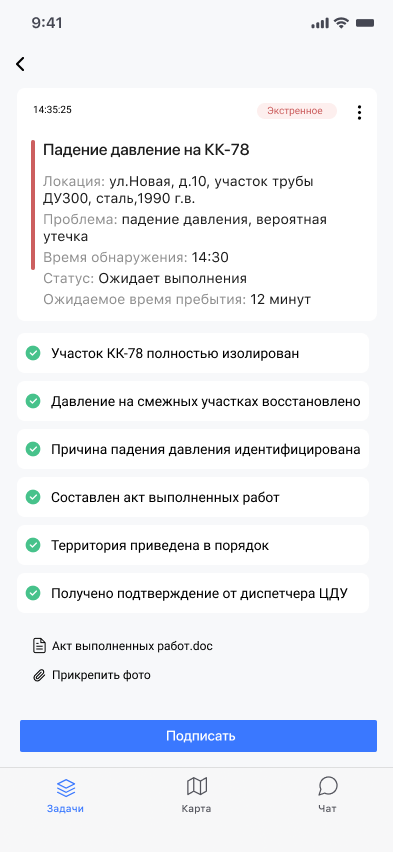 9:41
14:35:25
Экстренное
Падение давление на КК-78
Локация: ул.Новая, д.10, участок трубы
ДУ300, сталь,1990 г.в.
Проблема: падение давления, вероятная
утечка
Время обнаружения: 14:30
Статус: Ожидает выполнения
Ожидаемое время пребытия: 12 минут
Участок КК-78 полностью изолирован
Давление на смежных участках восстановлено
Причина падения давления идентифицирована
Составлен акт выполненных работ
Территория приведена в порядок
Получено подтверждение от диспетчера ЦДУ
Акт выполненных работ.doc
Прикрепить фото
Подписать
Задачи
Карта
Чат